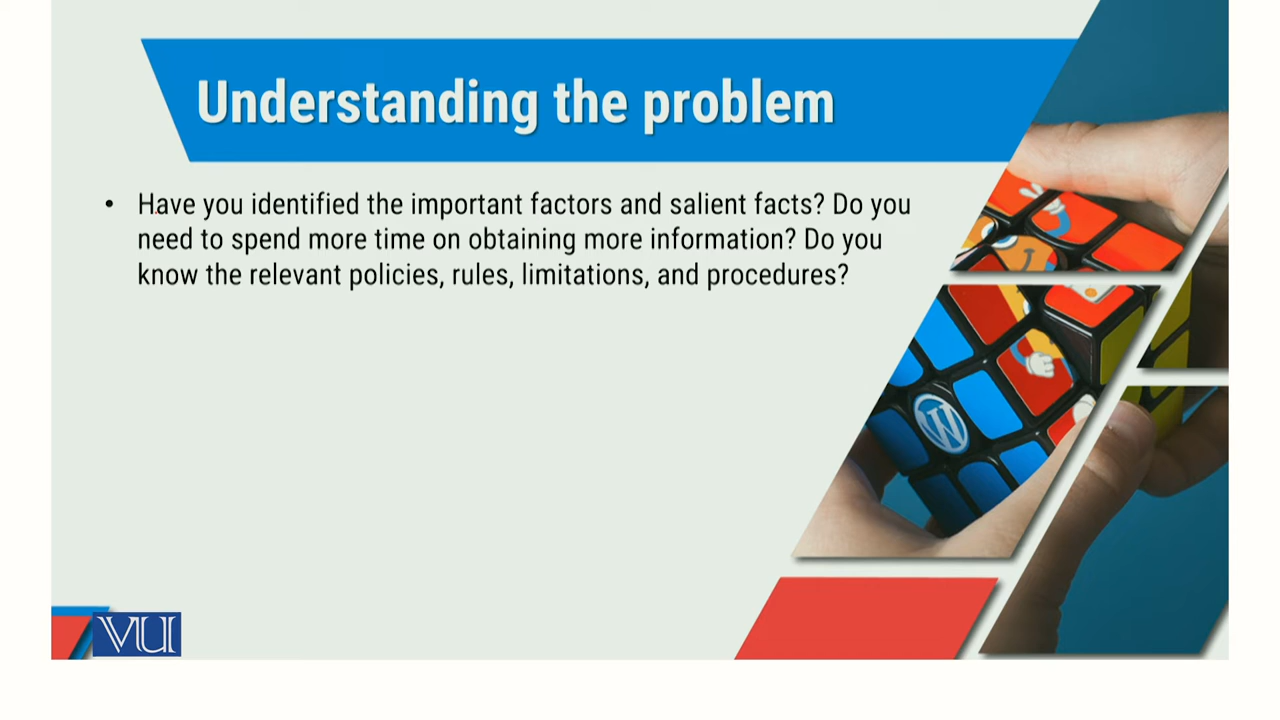 Understanding the problem
• Have you identified the important factors and salient facts? Do you
need to spend more time on obtaining more information? Do you
know the relevant policies, rules, limitations, and procedures?
W
VU